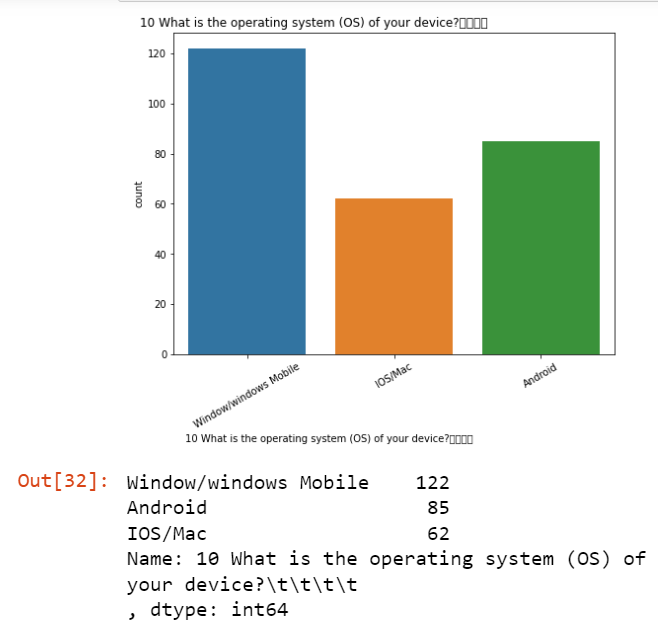 10 What is the operating system (OS) of your device?▯▯▯▯
120
100
80
60
40
20
0
count
Window/windows Mobile
IOS/Mac
Android
10 What is the operating system (OS) of your device?▯▯▯▯
Out[32]: Window/windows Mobile 122
Android 85
IOS/Mac 62
Name: 10 What is the operating system (OS) of
your device?\t\t\t\t
, dtype: int64